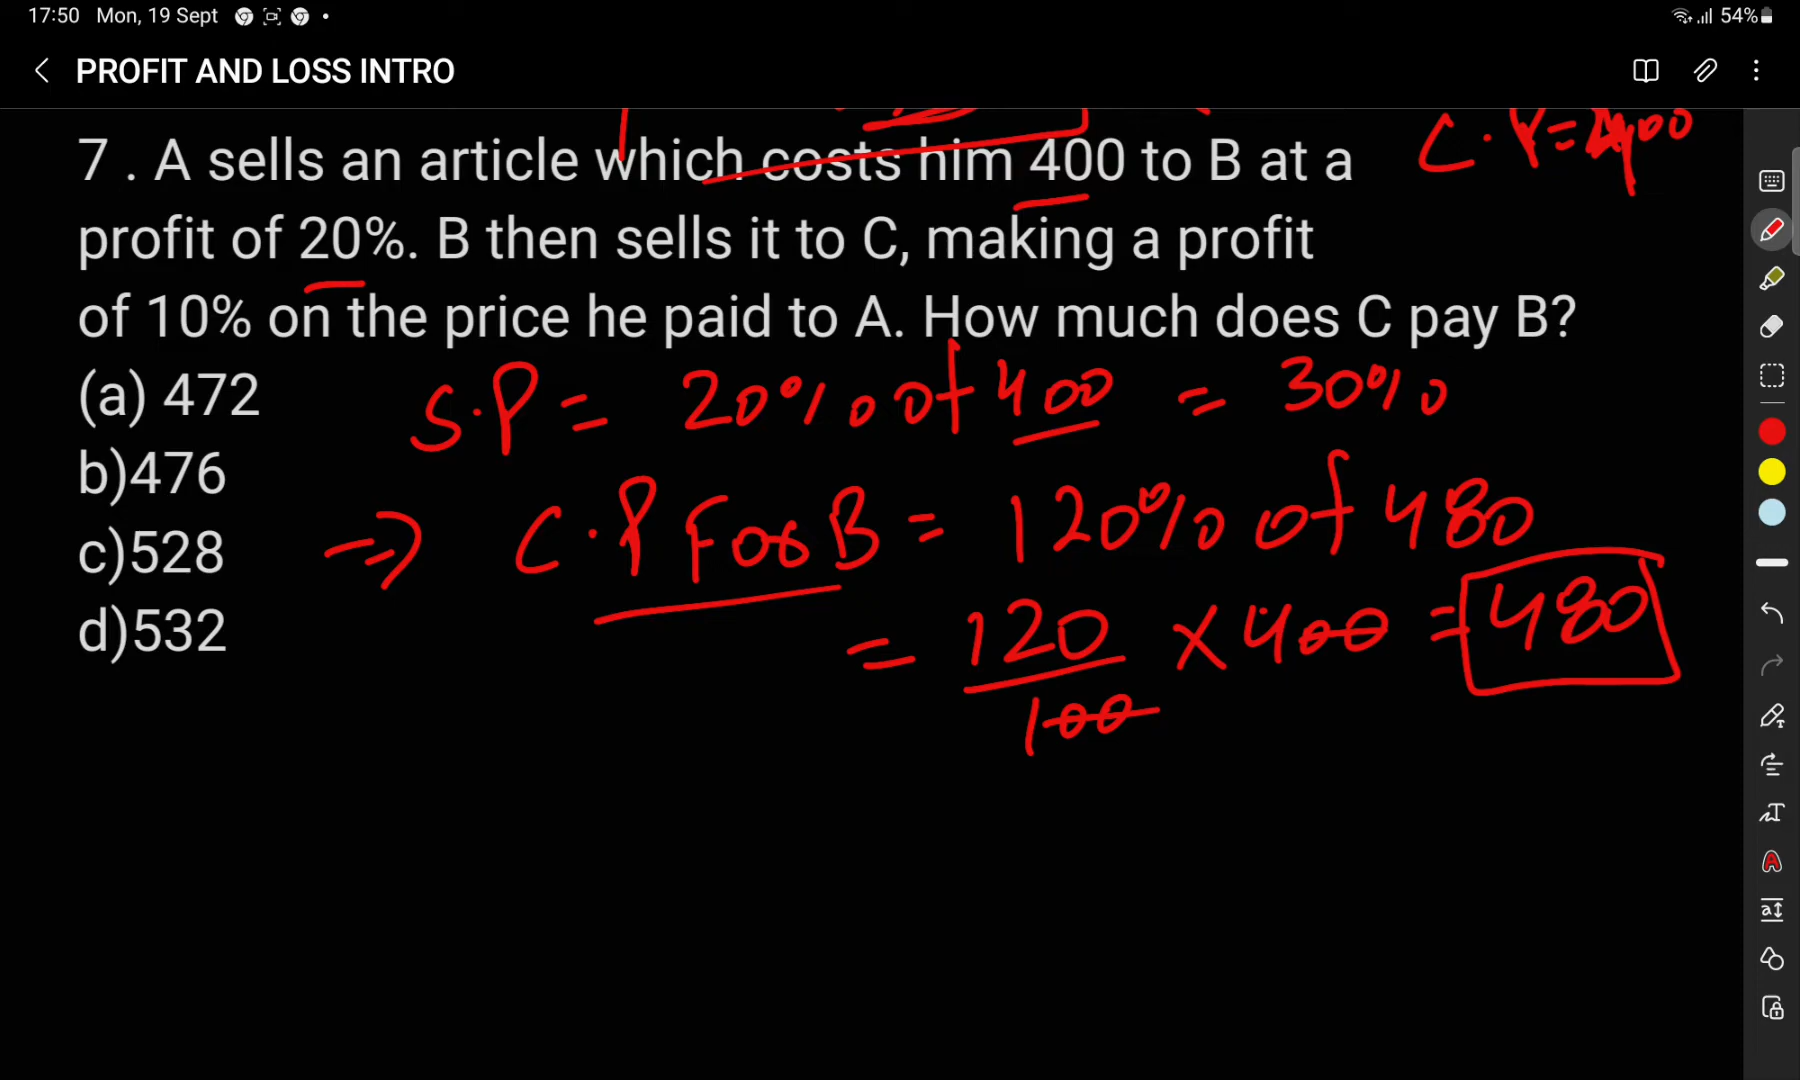 17:50 Mon, 19 Sept 54%
PROFIT AND LOSS INTRO
C.P=400
7 . A sells an article which costs him 400 to B at a
profit of 20%. B then sells it to C, making a profit
of 10% on the price he paid to A. How much does C pay B?
(a) 472
S.P = 20% of 400 = 30%
b)476
⇒ C.P For B = 120% of 480
c)528
= 120/100 × 400 = 480
d)532